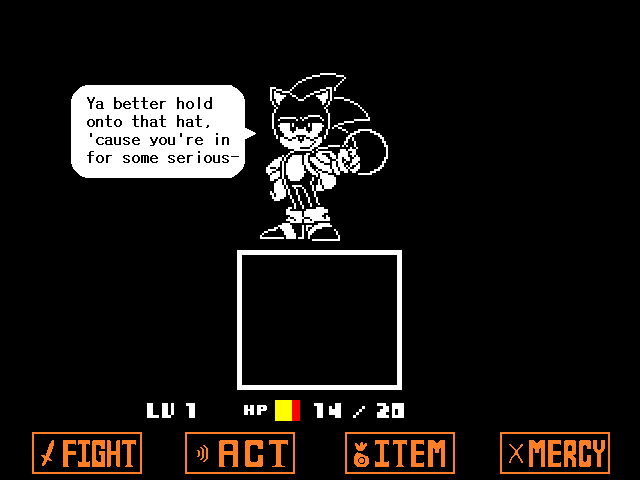 Ya better hold
onto that hat,
'cause you're in
for some serious-
LV 1 HP 14 / 20
FIGHT ACT ITEM MERCY